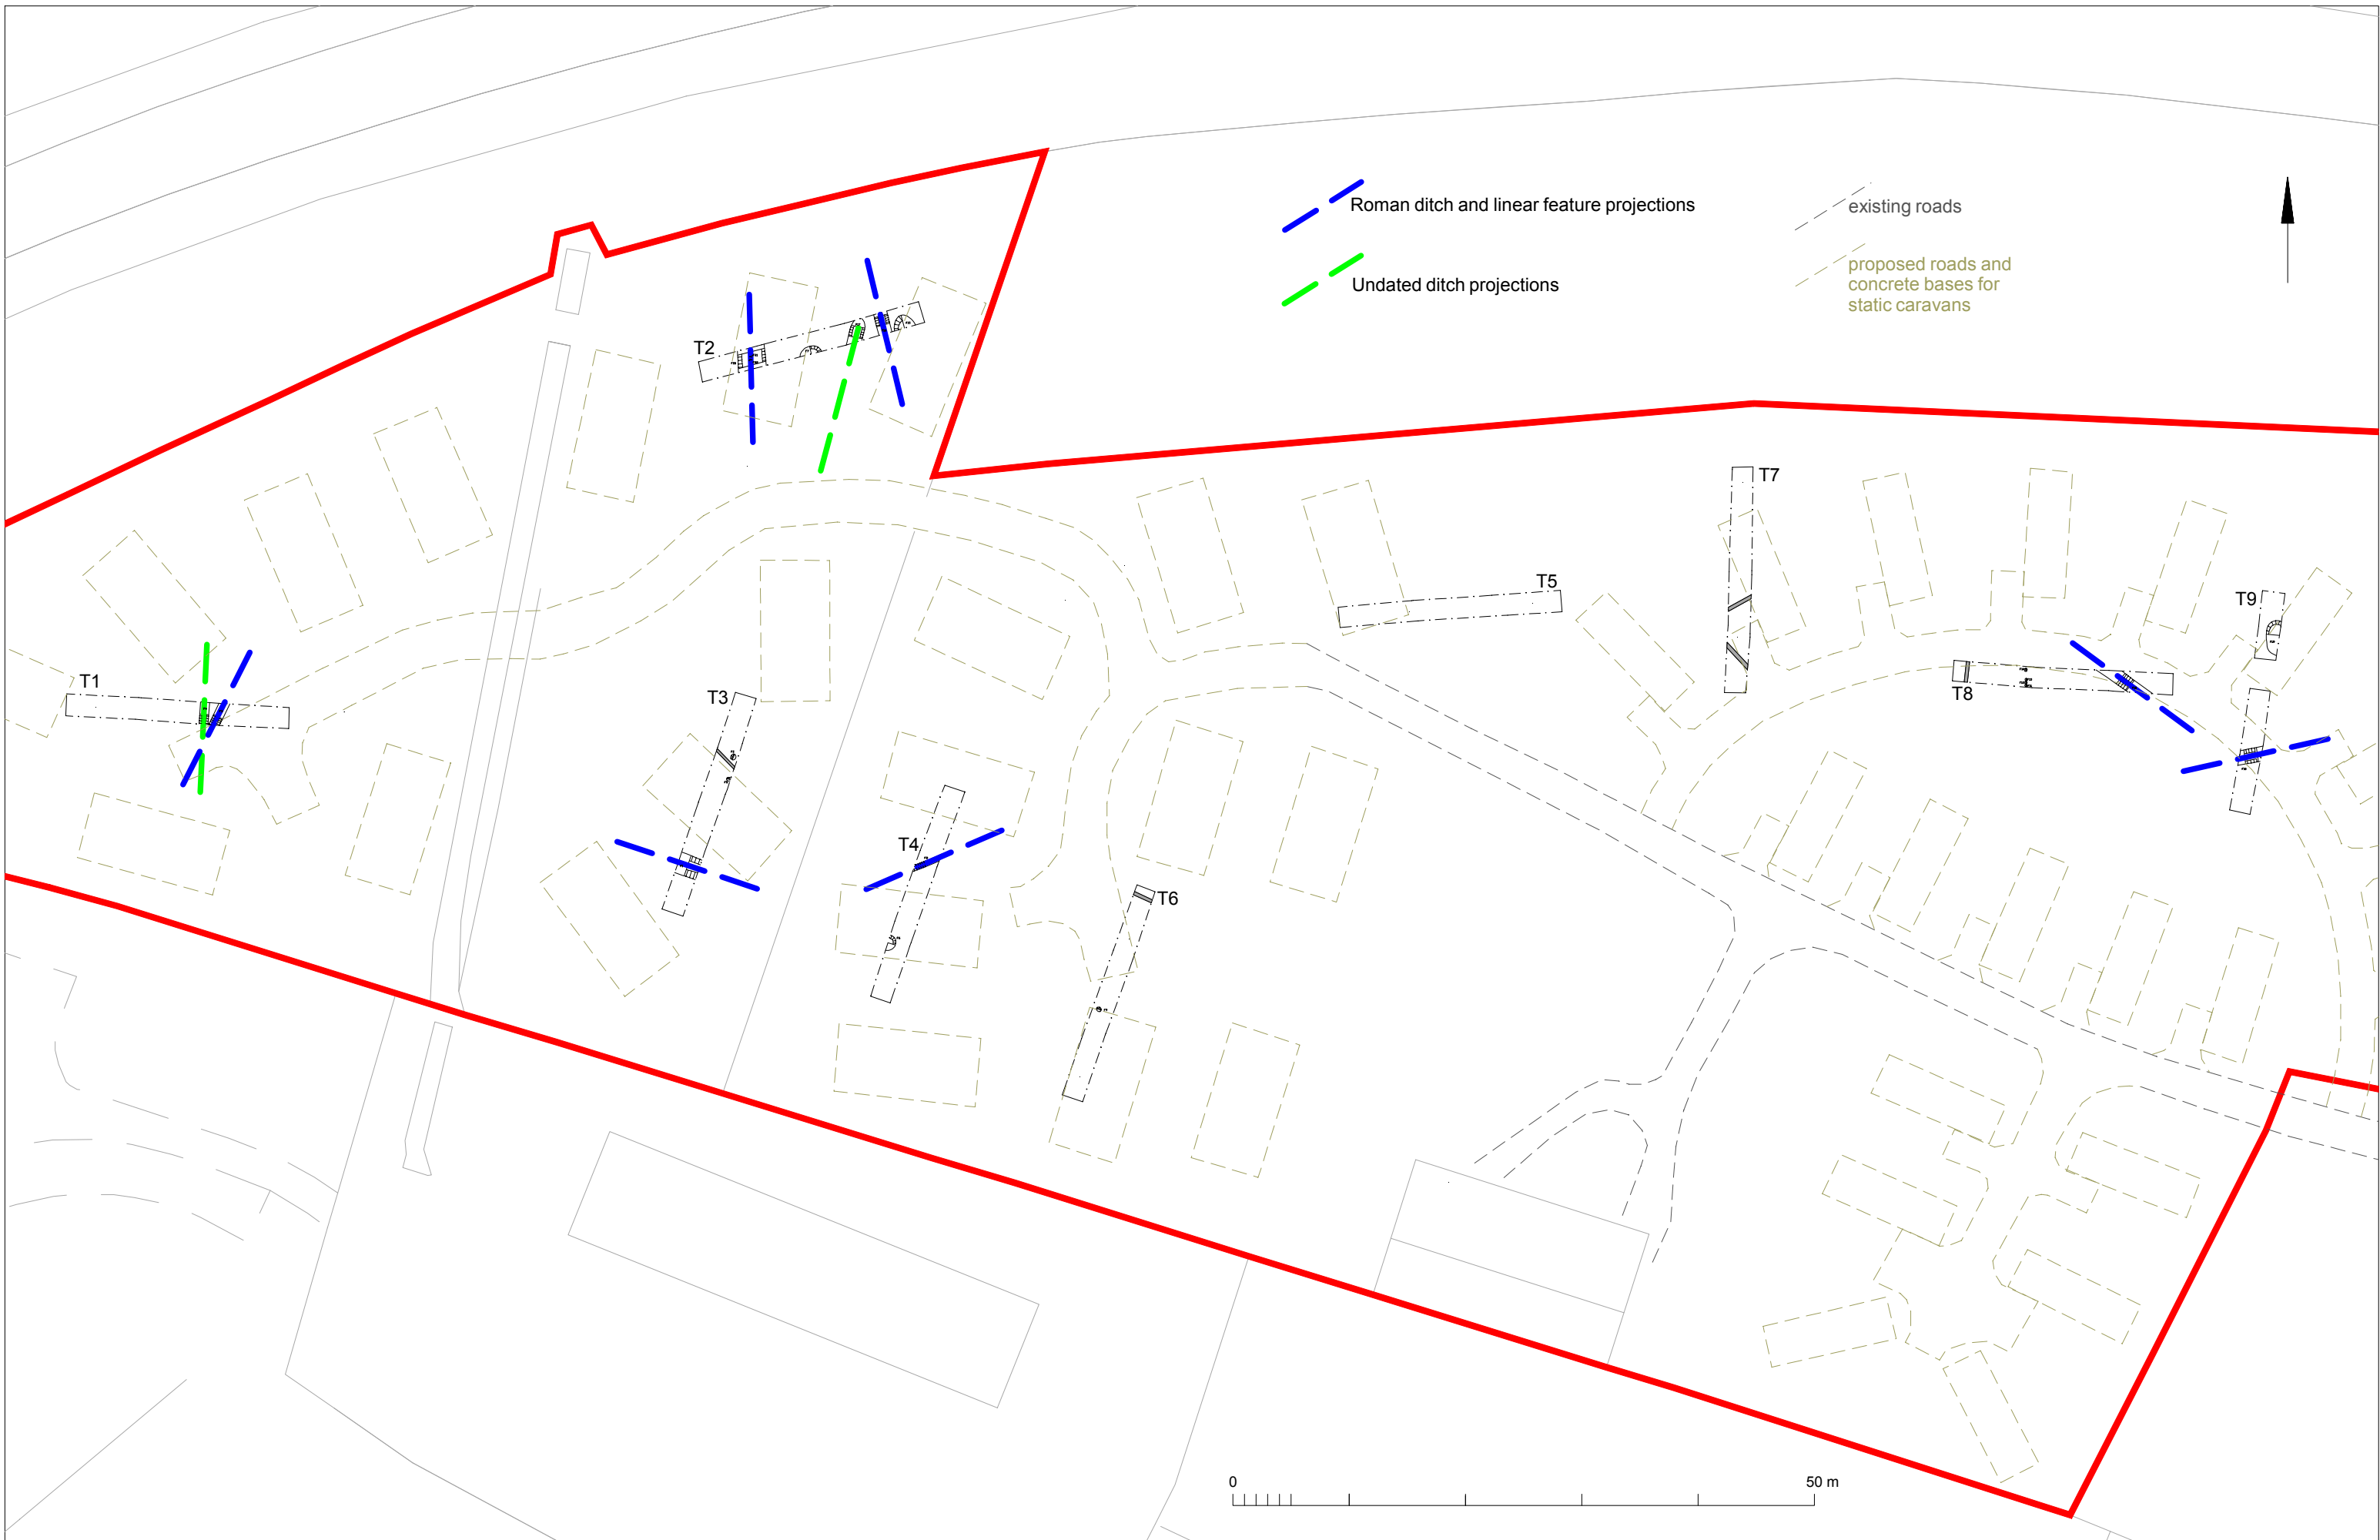 Roman ditch and linear feature projections
existing roads
Undated ditch projections
proposed roads and
concrete bases for
static caravans
T2
T7
T5
T9
T1
T8
T3
T4
T6
0
50 m